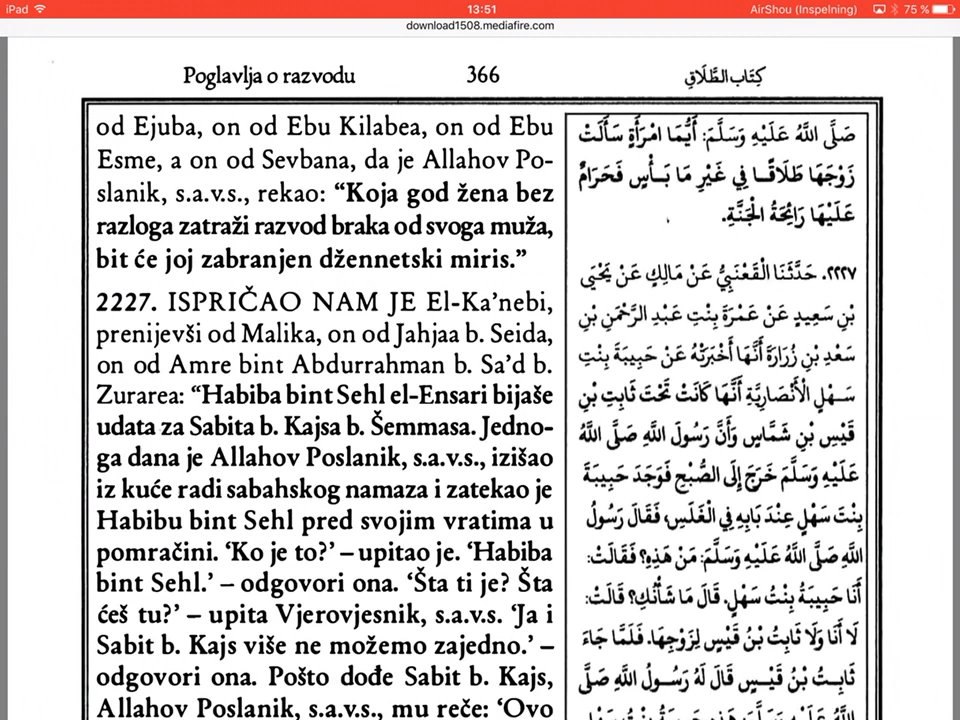 iPad 13:51 AirShou (Inspelning) 75 %
download1508.mediafire.com
Poglavlja o razvodu 366 كِتَاب الطَّلَاقِ
od Ejuba, on od Ebu Kilabea, on od Ebu
Esme, a on od Sevbana, da je Allahov Po-
slanik, s.a.v.s., rekao: “Koja god žena bez
razloga zatraži razvod braka od svoga muža,
bit će joj zabranjen džennetski miris.”
2227. ISPRIČAO NAM JE El-Ka’nebi,
prenijevši od Malika, on od Jahjaa b. Seida,
on od Amre bint Abdurrahman b. Sa’d b.
Zurarea: “Habiba bint Sehl el-Ensari bijaše
udata za Sabita b. Kajsa b. Šemmasa. Jedno-
ga dana je Allahov Poslanik, s.a.v.s., izišao
iz kuće radi sabahskog namaza i zatekao je
Habibu bint Sehl pred svojim vratima u
pomračini. ‘Ko je to?’ – upitao je. ‘Habiba
bint Sehl.’ – odgovori ona. ‘Šta ti je? Šta
ćeš tu?’ – upita Vjerovjesnik, s.a.v.s. ‘Ja i
Sabit b. Kajs više ne možemo zajedno.’ –
odgovori ona. Pošto dođe Sabit b. Kajs,
Allahov Poslanik, s.a.v.s., mu reče: ‘Ovo
صَلَّى اللَّهُ عَلَيْهِ وَسَلَّمَ: أَيُّمَا امْرَأَةٍ سَأَلَتْ
زَوْجَهَا طَلَاقًا فِي غَيْرِ مَا بَأْسٍ فَحَرَامٌ
عَلَيْهَا رَائِحَةُ الْجَنَّةِ.
٢٢٢٧. حَدَّثَنَا الْقَعْنَبِيُّ عَنْ مَالِكٍ عَنْ يَحْيَى
بْنِ سَعِيدٍ عَنْ عَمْرَةَ بِنْتِ عَبْدِ الرَّحْمَنِ بْنِ
سَعْدِ بْنِ زُرَارَةَ أَنَّهَا أَخْبَرَتْهُ عَنْ حَبِيبَةَ بِنْتِ
سَهْلٍ الْأَنْصَارِيَّةِ أَنَّهَا كَانَتْ تَحْتَ ثَابِتِ بْنِ
قَيْسِ بْنِ شَمَّاسٍ وَأَنَّ رَسُولَ اللَّهِ صَلَّى اللَّهُ
عَلَيْهِ وَسَلَّمَ خَرَجَ إِلَى الصُّبْحِ فَوَجَدَ حَبِيبَةَ
بِنْتَ سَهْلٍ عِنْدَ بَابِهِ فِي الْغَلَسِ، فَقَالَ رَسُولُ
اللَّهِ صَلَّى اللَّهُ عَلَيْهِ وَسَلَّمَ: مَنْ هَذِهِ؟ فَقَالَتْ:
أَنَا حَبِيبَةُ بِنْتُ سَهْلٍ. قَالَ مَا شَأْنُكِ؟ قَالَتْ:
لَا أَنَا وَلَا ثَابِتُ بْنُ قَيْسٍ لِزَوْجِهَا. فَلَمَّا جَاءَ
ثَابِتُ بْنُ قَيْسٍ قَالَ لَهُ رَسُولُ اللَّهِ صَلَّى